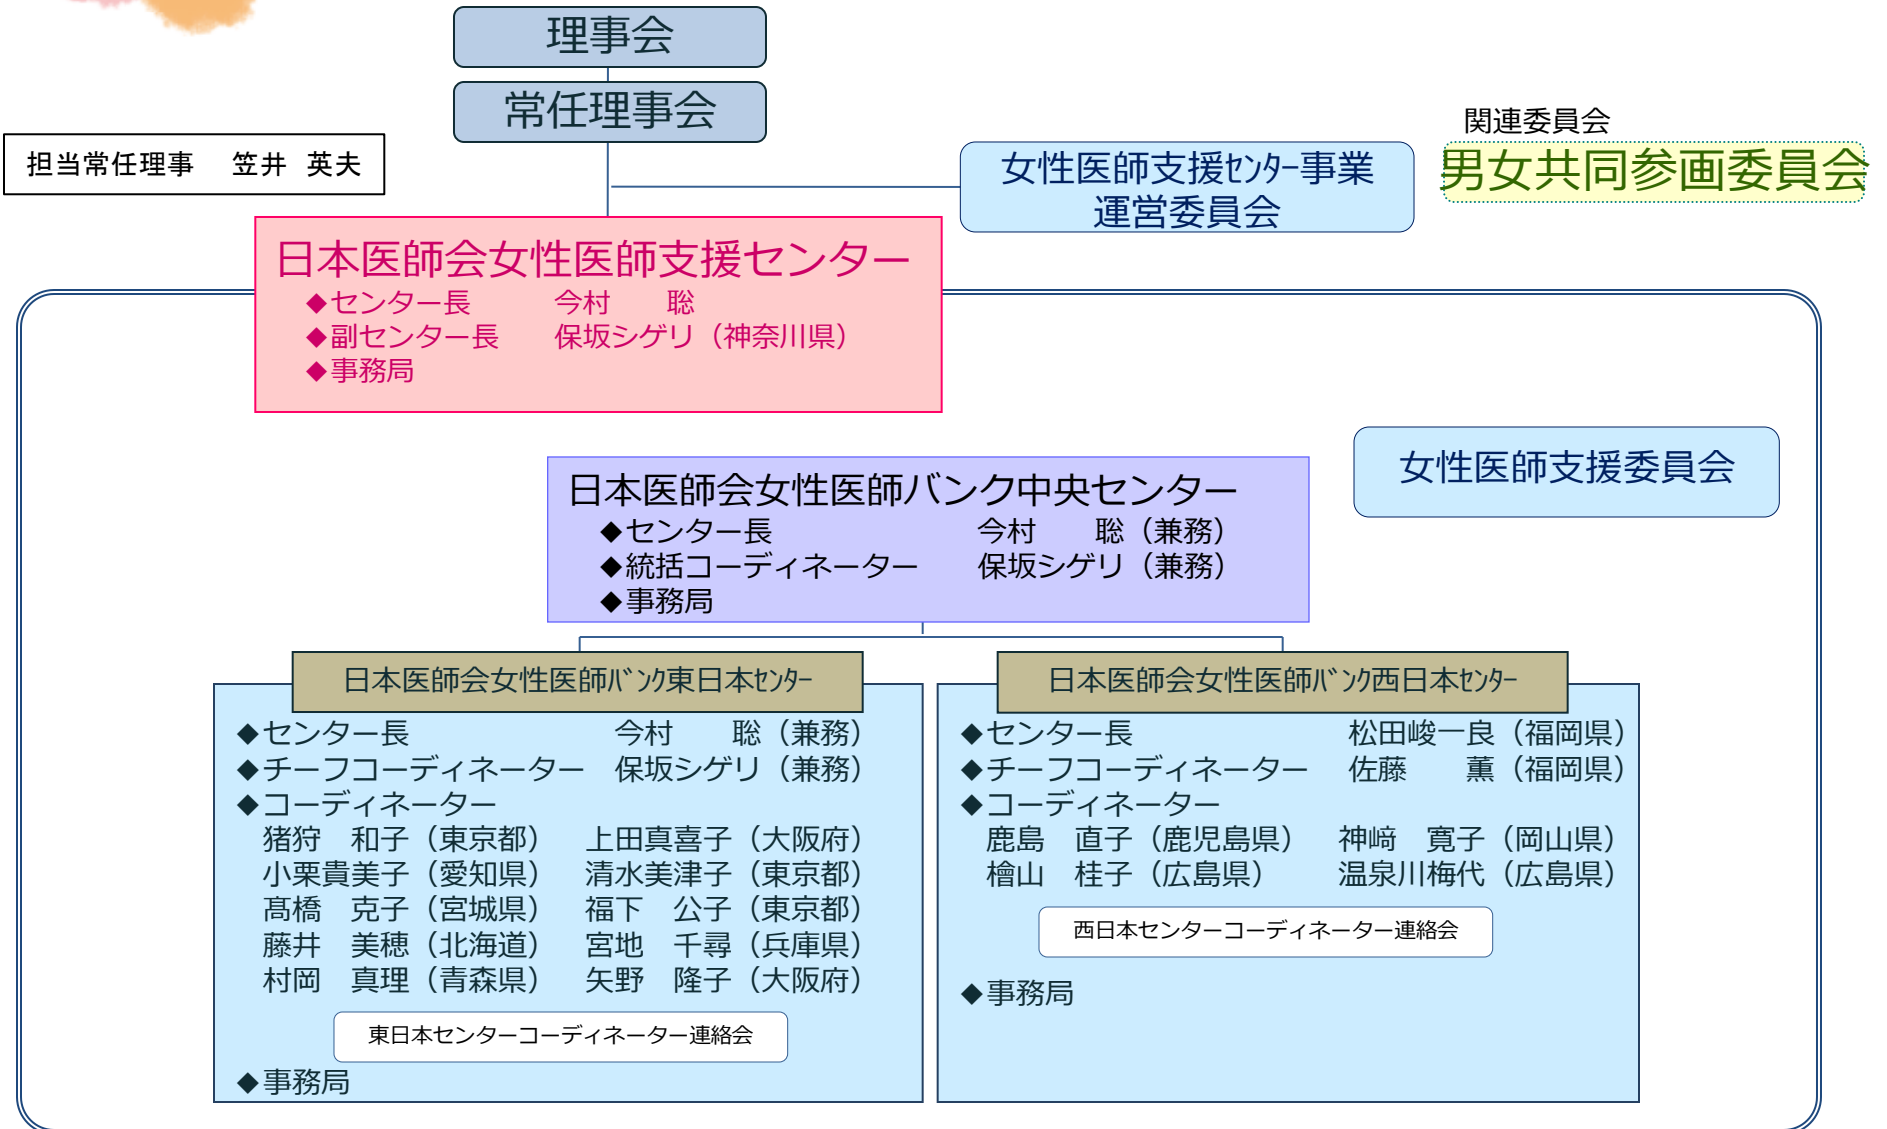 理事会
常任理事会
担当常任理事　笠井　英夫
女性医師支援ｾﾝﾀｰ事業
運営委員会
関連委員会
男女共同参画委員会
日本医師会女性医師支援センター
◆センター長　　　今村　　聡
◆副センター長　　保坂シゲリ（神奈川県）
◆事務局
女性医師支援委員会
日本医師会女性医師バンク中央センター
◆センター長　　　　　　　今村　　聡（兼務）
◆統括コーディネーター　　保坂シゲリ（兼務）
◆事務局
日本医師会女性医師ﾊﾞﾝｸ東日本ｾﾝﾀｰ
◆センター長　　　　　　　今村　　聡（兼務）
◆チーフコーディネーター　保坂シゲリ（兼務）
◆コーディネーター
猪狩　和子（東京都）　上田真喜子（大阪府）
小栗貴美子（愛知県）　清水美津子（東京都）
髙橋　克子（宮城県）　福下　公子（東京都）
藤井　美穂（北海道）　宮地　千尋（兵庫県）
村岡　真理（青森県）　矢野　隆子（大阪府）
東日本センターコーディネーター連絡会
◆事務局
日本医師会女性医師ﾊﾞﾝｸ西日本ｾﾝﾀｰ
◆センター長　　　　　　　松田峻一良（福岡県）
◆チーフコーディネーター　佐藤　　薫（福岡県）
◆コーディネーター
鹿島　直子（鹿児島県）　神﨑　寛子（岡山県）
檜山　桂子（広島県）　　温泉川梅代（広島県）
西日本センターコーディネーター連絡会
◆事務局